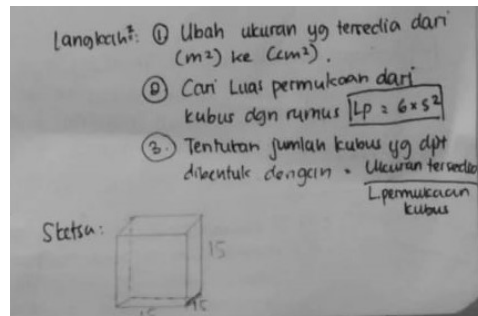 Langkah²: ① Ubah ukuran yg tersedia dari
(m²) ke (cm²).
② Cari Luas permukaan dari
kubus dgn rumus Lp = 6 × s²
③. Tentukan jumlah kubus yg dpt
dibentuk dengan = Ukuran tersedia
L permukaan
kubus
Sketsa:
15
15
15